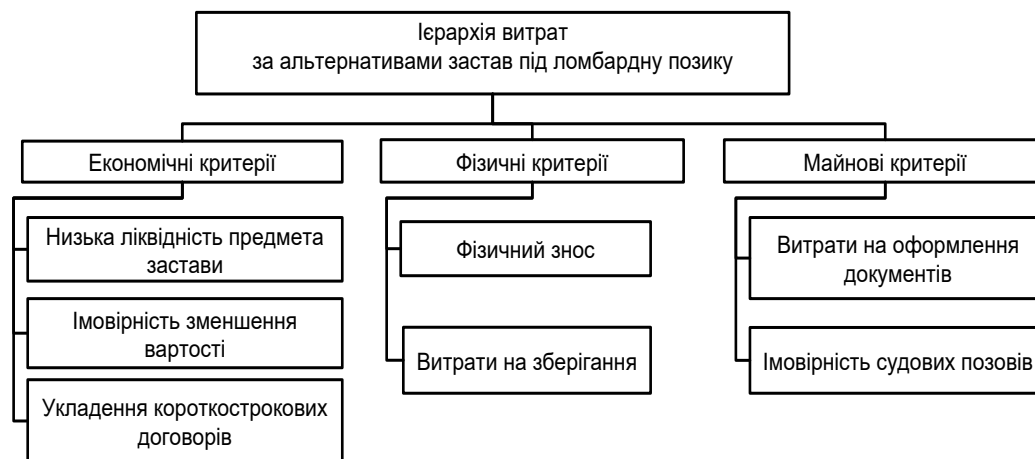 Ієрархія витрат
за альтернативами застав під ломбардну позику
Економічні критерії
Фізичні критерії
Майнові критерії
Низька ліквідність предмета
застави
Імовірність зменшення
вартості
Укладення короткострокових
договорів
Фізичний знос
Витрати на зберігання
Витрати на оформлення
документів
Імовірність судових позовів